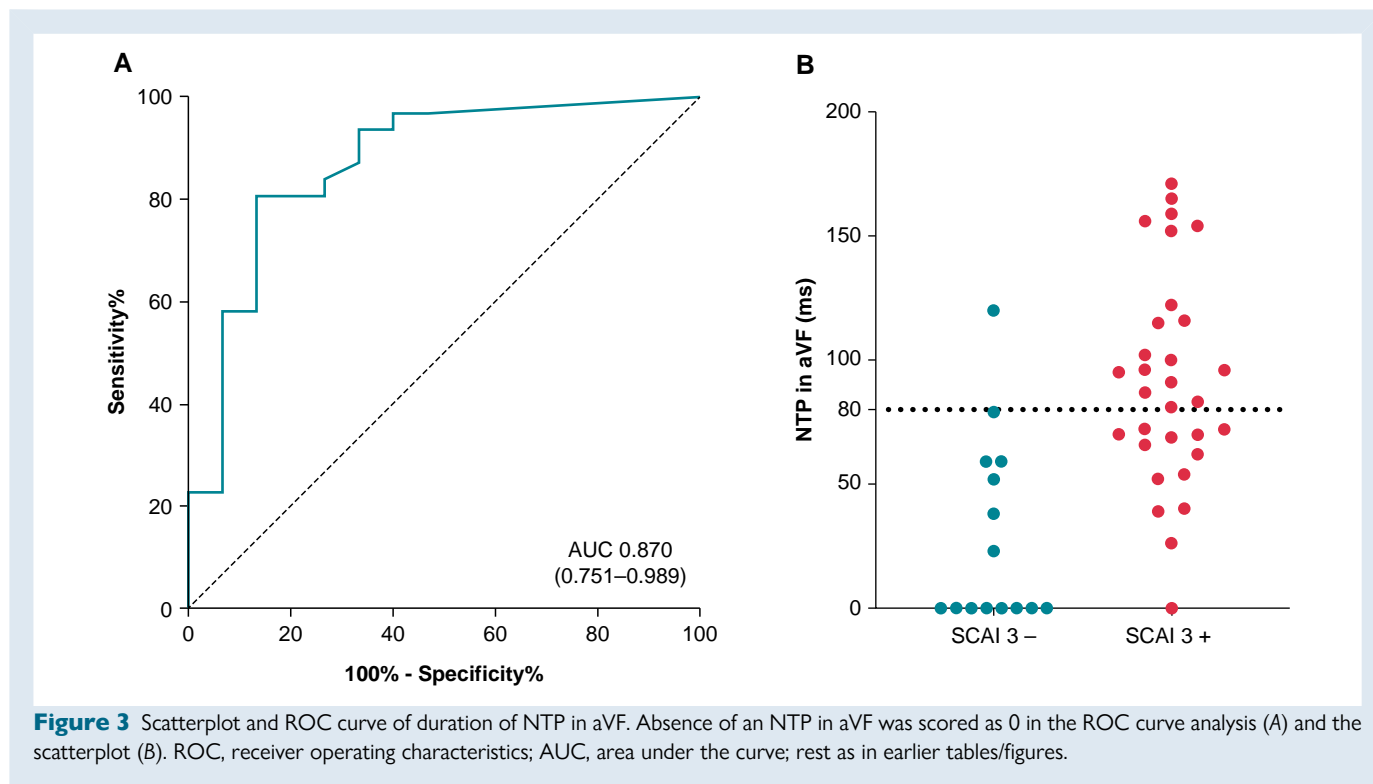 A
100
80
60
40
20
0
Sensitivity%
0 20 40 60 80 100
100% - Specificity%
AUC 0.870
(0.751–0.989)
B
200
150
100
80
50
0
NTP in aVF (ms)
SCAI 3 – SCAI 3 +
Figure 3 Scatterplot and ROC curve of duration of NTP in aVF. Absence of an NTP in aVF was scored as 0 in the ROC curve analysis (A) and the
scatterplot (B). ROC, receiver operating characteristics; AUC, area under the curve; rest as in earlier tables/figures.